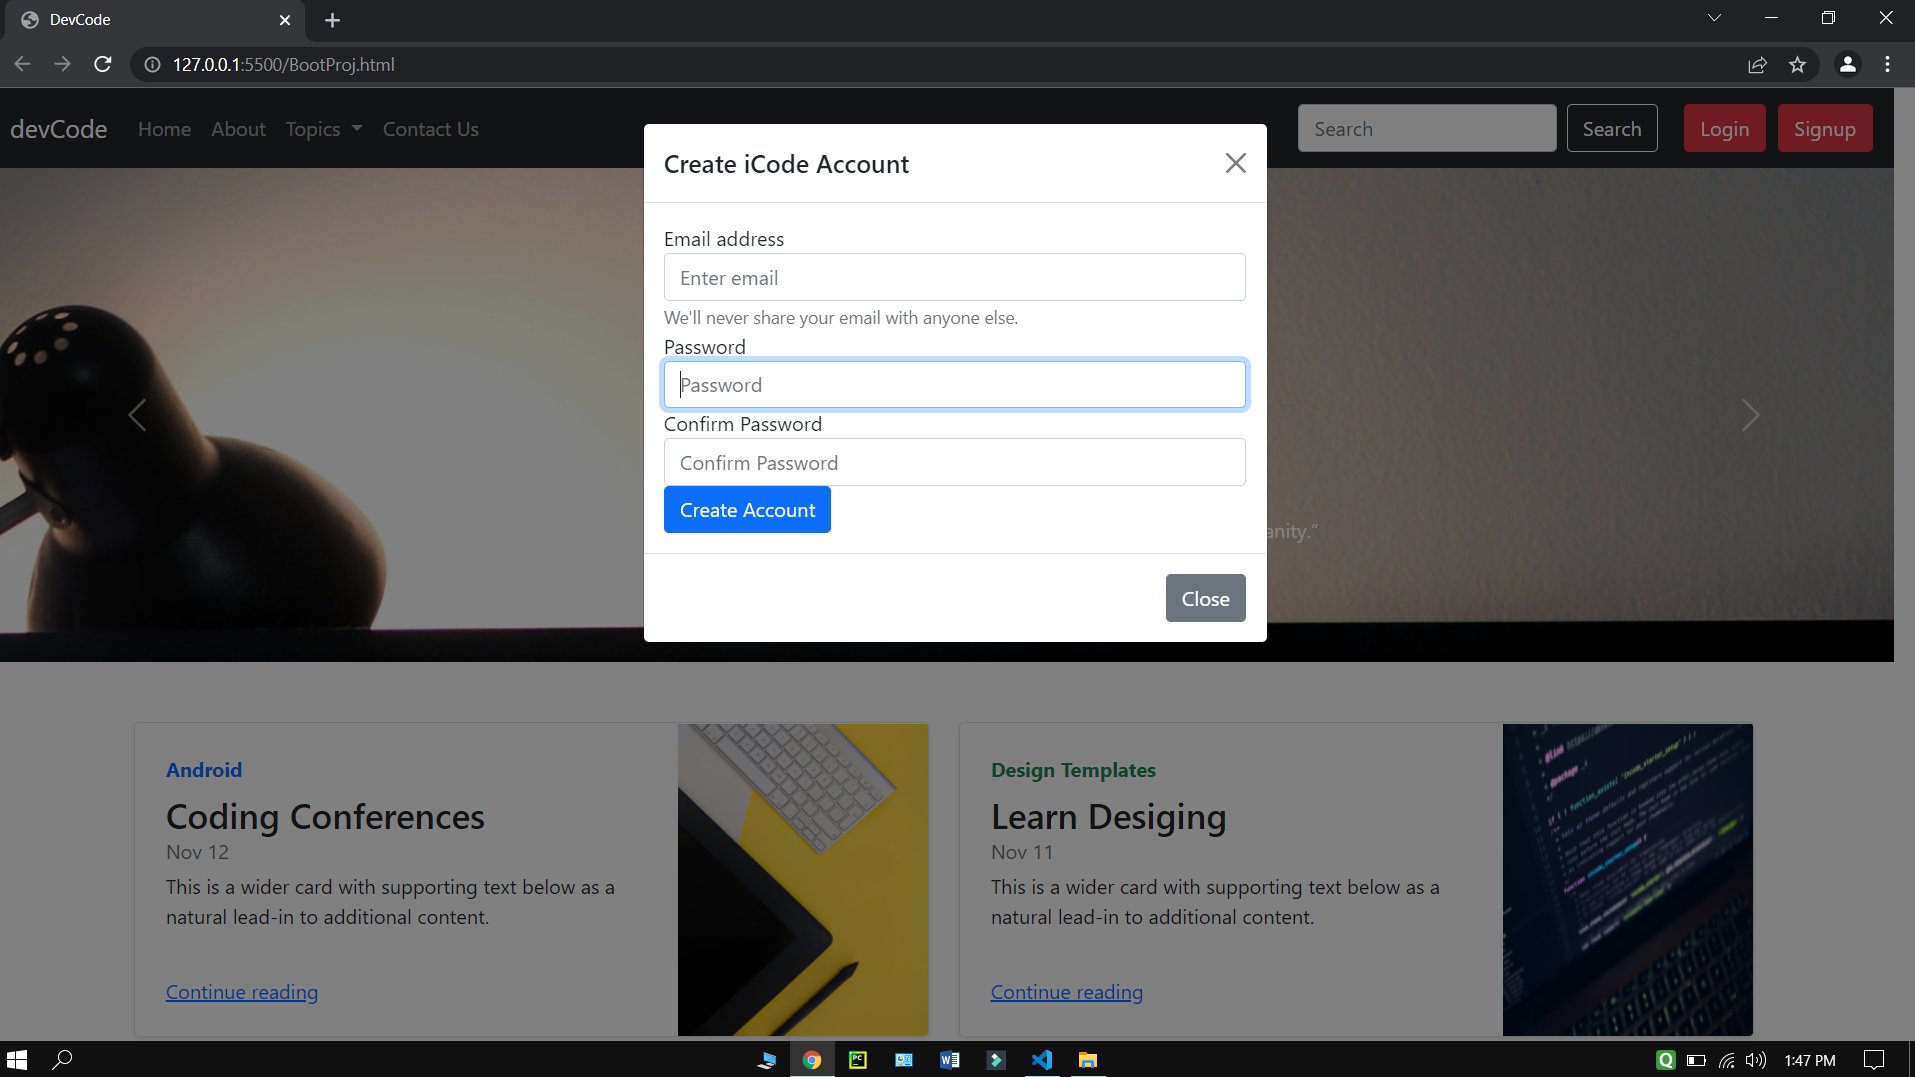 DevCode
127.0.0.1:5500/BootProj.html
devCode Home About Topics Contact Us Search Search Login Signup
Create iCode Account
Email address
Enter email
We'll never share your email with anyone else.
Password
Password
Confirm Password
Confirm Password
Create Account
anity.”
Close
Android
Coding Conferences
Nov 12
This is a wider card with supporting text below as a
natural lead-in to additional content.
Continue reading
Design Templates
Learn Desiging
Nov 11
This is a wider card with supporting text below as a
natural lead-in to additional content.
Continue reading
1:47 PM